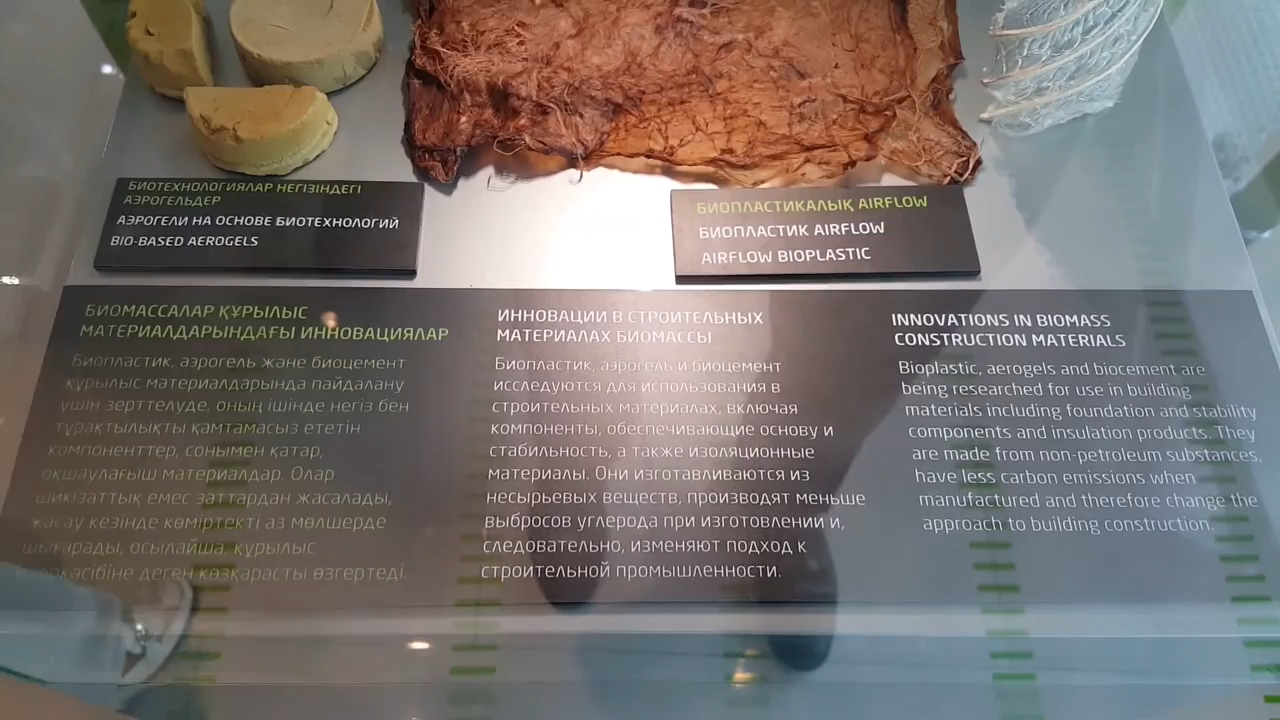 БИОТЕХНОЛОГИЯЛАР НЕГІЗІНДЕГІ
АЭРОГЕЛЬДЕР
АЭРОГЕЛИ НА ОСНОВЕ БИОТЕХНОЛОГИЙ
BIO-BASED AEROGELS
БИОПЛАСТИКАЛЫҚ AIRFLOW
БИОПЛАСТИК AIRFLOW
AIRFLOW BIOPLASTIC
БИОМАССАЛАР ҚҰРЫЛЫС
МАТЕРИАЛДАРЫНДАҒЫ ИННОВАЦИЯЛАР
Биопластик, аэрогель және биоцемент
құрылыс материалдарында пайдалану
үшін зерттелуде, оның ішінде негіз бен
тұрақтылықты қамтамасыз ететін
компоненттер, сонымен қатар,
оқшаулағыш материалдар. Олар
шикізаттық емес заттардан жасалады,
жасау кезінде көміртекті аз мөлшерде
шығарады, осылайша, құрылыс
деген көзқарасты өзгертеді.
ИННОВАЦИИ В СТРОИТЕЛЬНЫХ
МАТЕРИАЛАХ БИОМАССЫ
Биопластик, аэрогель и биоцемент
исследуются для использования в
строительных материалах, включая
компоненты, обеспечивающие основу и
стабильность, а также изоляционные
материалы. Они изготавливаются из
несырьевых веществ, производят меньше
выбросов углерода при изготовлении и,
следовательно, изменяют подход к
строительной промышленности.
INNOVATIONS IN BIOMASS
CONSTRUCTION MATERIALS
Bioplastic, aerogels and biocement are
being researched for use in building
materials including foundation and stability
components and insulation products. They
are made from non-petroleum substances,
have less carbon emissions when
manufactured and therefore change the
approach to building construction.